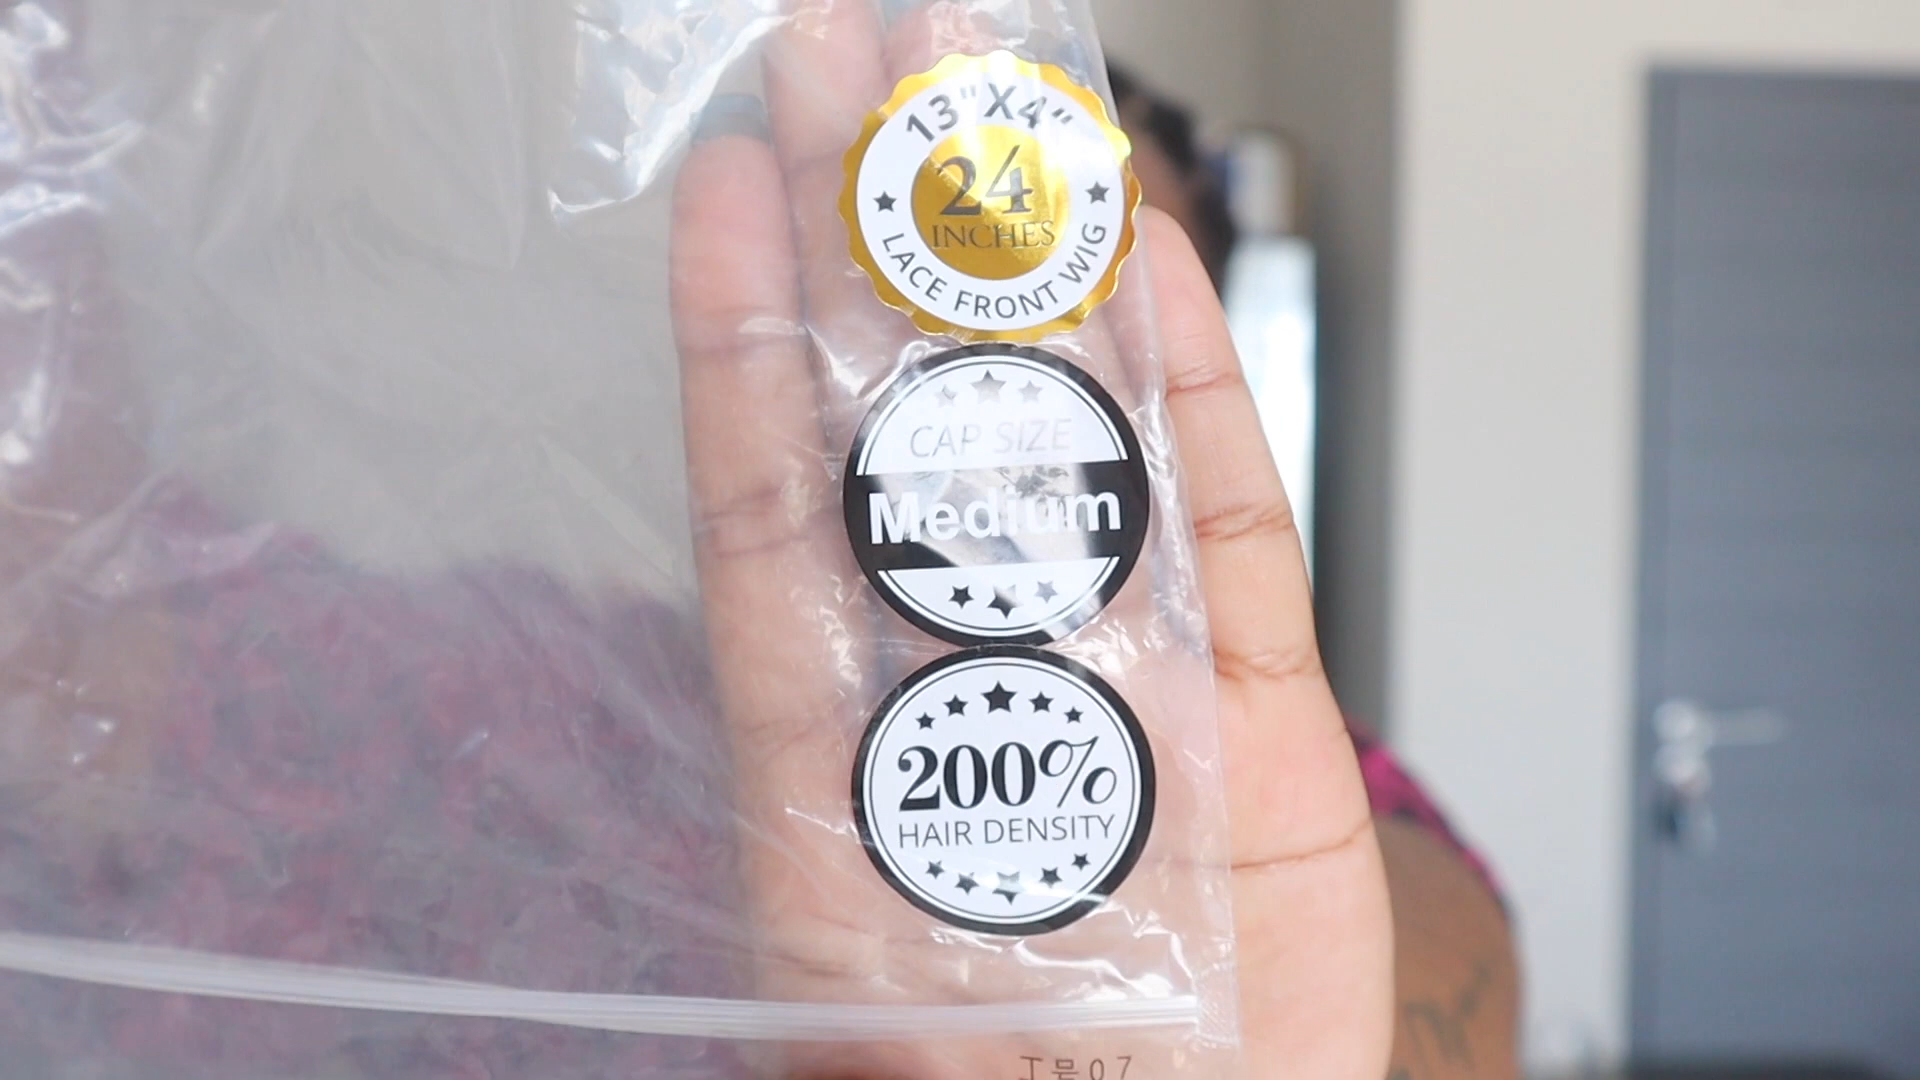 13"X4"
24
INCHES
LACE FRONT WIG
CAP SIZE
Medium
200%
HAIR DENSITY